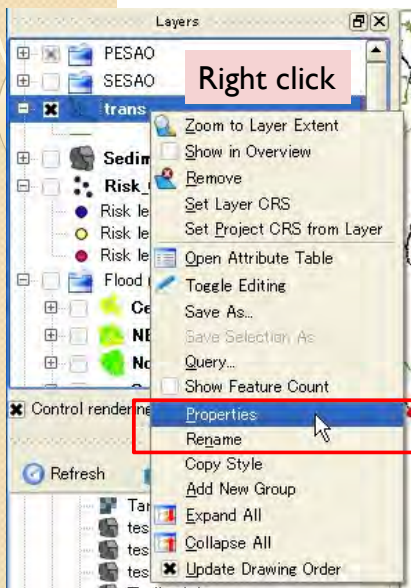 Layers
PESAO
SESAO
Right click
trans
Zoom to Layer Extent
Show in Overview
Remove
Set Layer CRS
Set Project CRS from Layer
Open Attribute Table
Toggle Editing
Save As...
Save Selection As
Query...
Show Feature Count
Properties
Rename
Copy Style
Add New Group
Expand All
Collapse All
Update Drawing Order
Sedim
Risk_
Risk le
Risk le
Risk le
Flood
Ce
NE
No
Control rendering
Refresh
Tar
tes
tes
tes